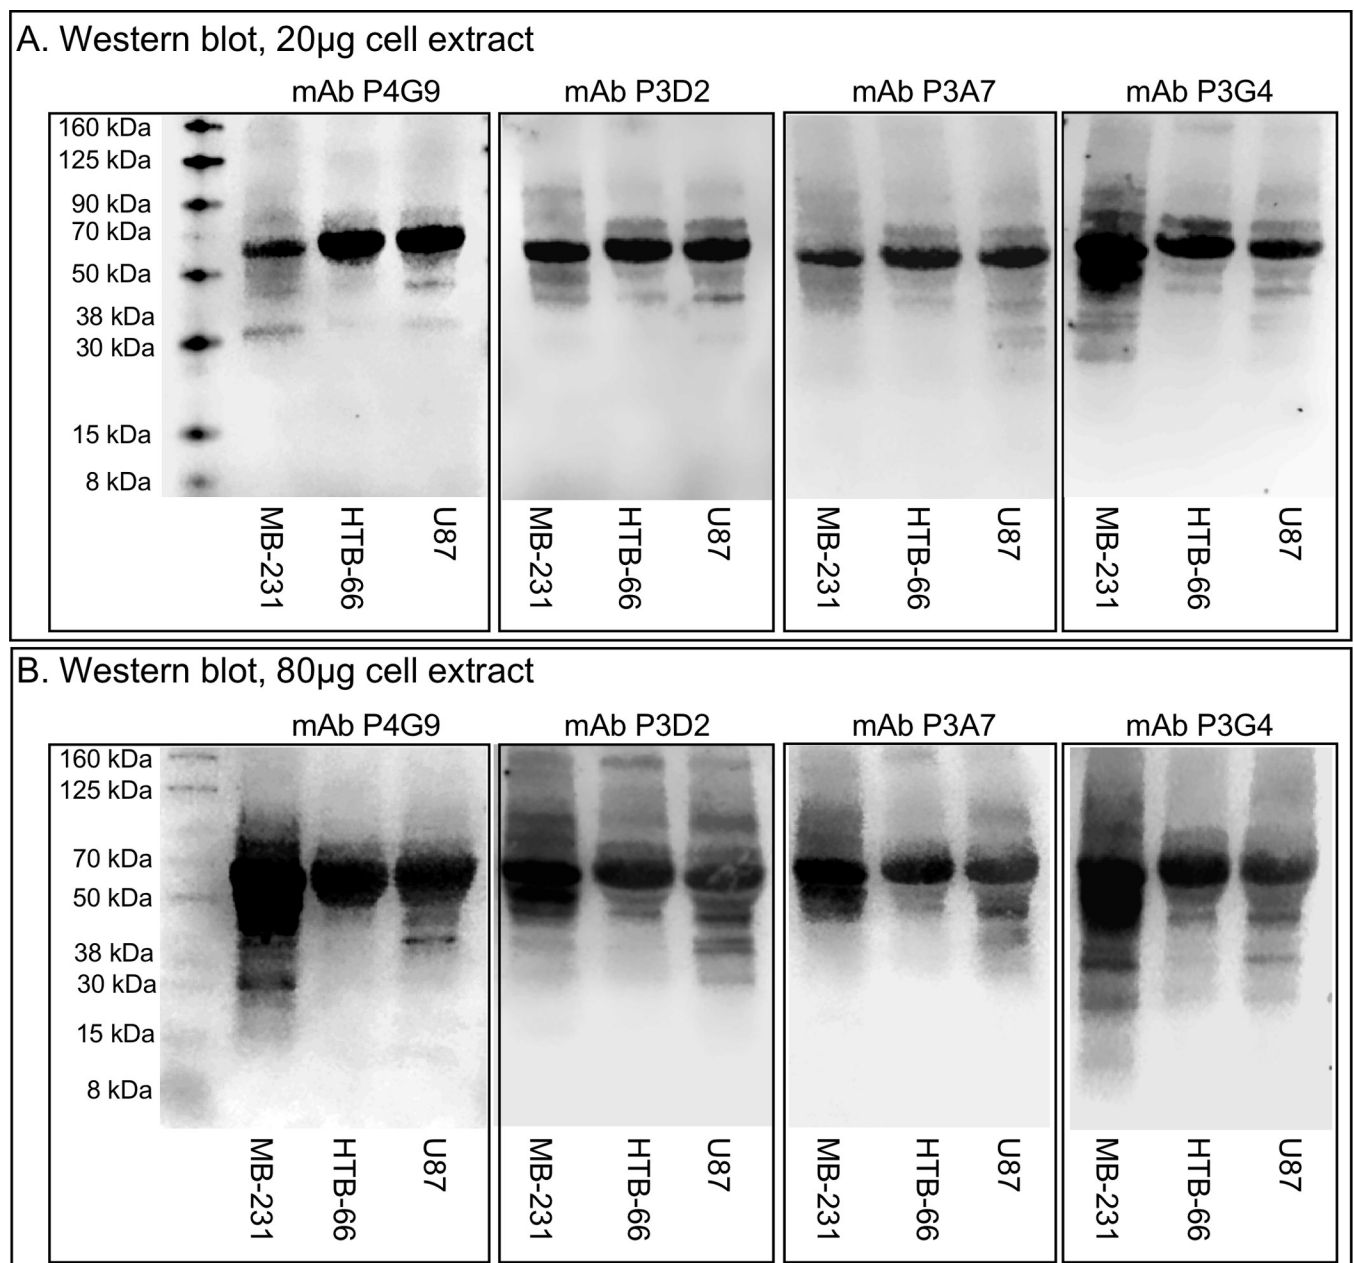 A. Western blot, 20µg cell extract
mAb P4G9 mAb P3D2 mAb P3A7 mAb P3G4
160 kDa
125 kDa
90 kDa
70 kDa
50 kDa
38 kDa
30 kDa
15 kDa
8 kDa
MB-231 HTB-66 U87 MB-231 HTB-66 U87 MB-231 HTB-66 U87 MB-231 HTB-66 U87
B. Western blot, 80µg cell extract
mAb P4G9 mAb P3D2 mAb P3A7 mAb P3G4
160 kDa
125 kDa
70 kDa
50 kDa
38 kDa
30 kDa
15 kDa
8 kDa
MB-231 HTB-66 U87 MB-231 HTB-66 U87 MB-231 HTB-66 U87 MB-231 HTB-66 U87